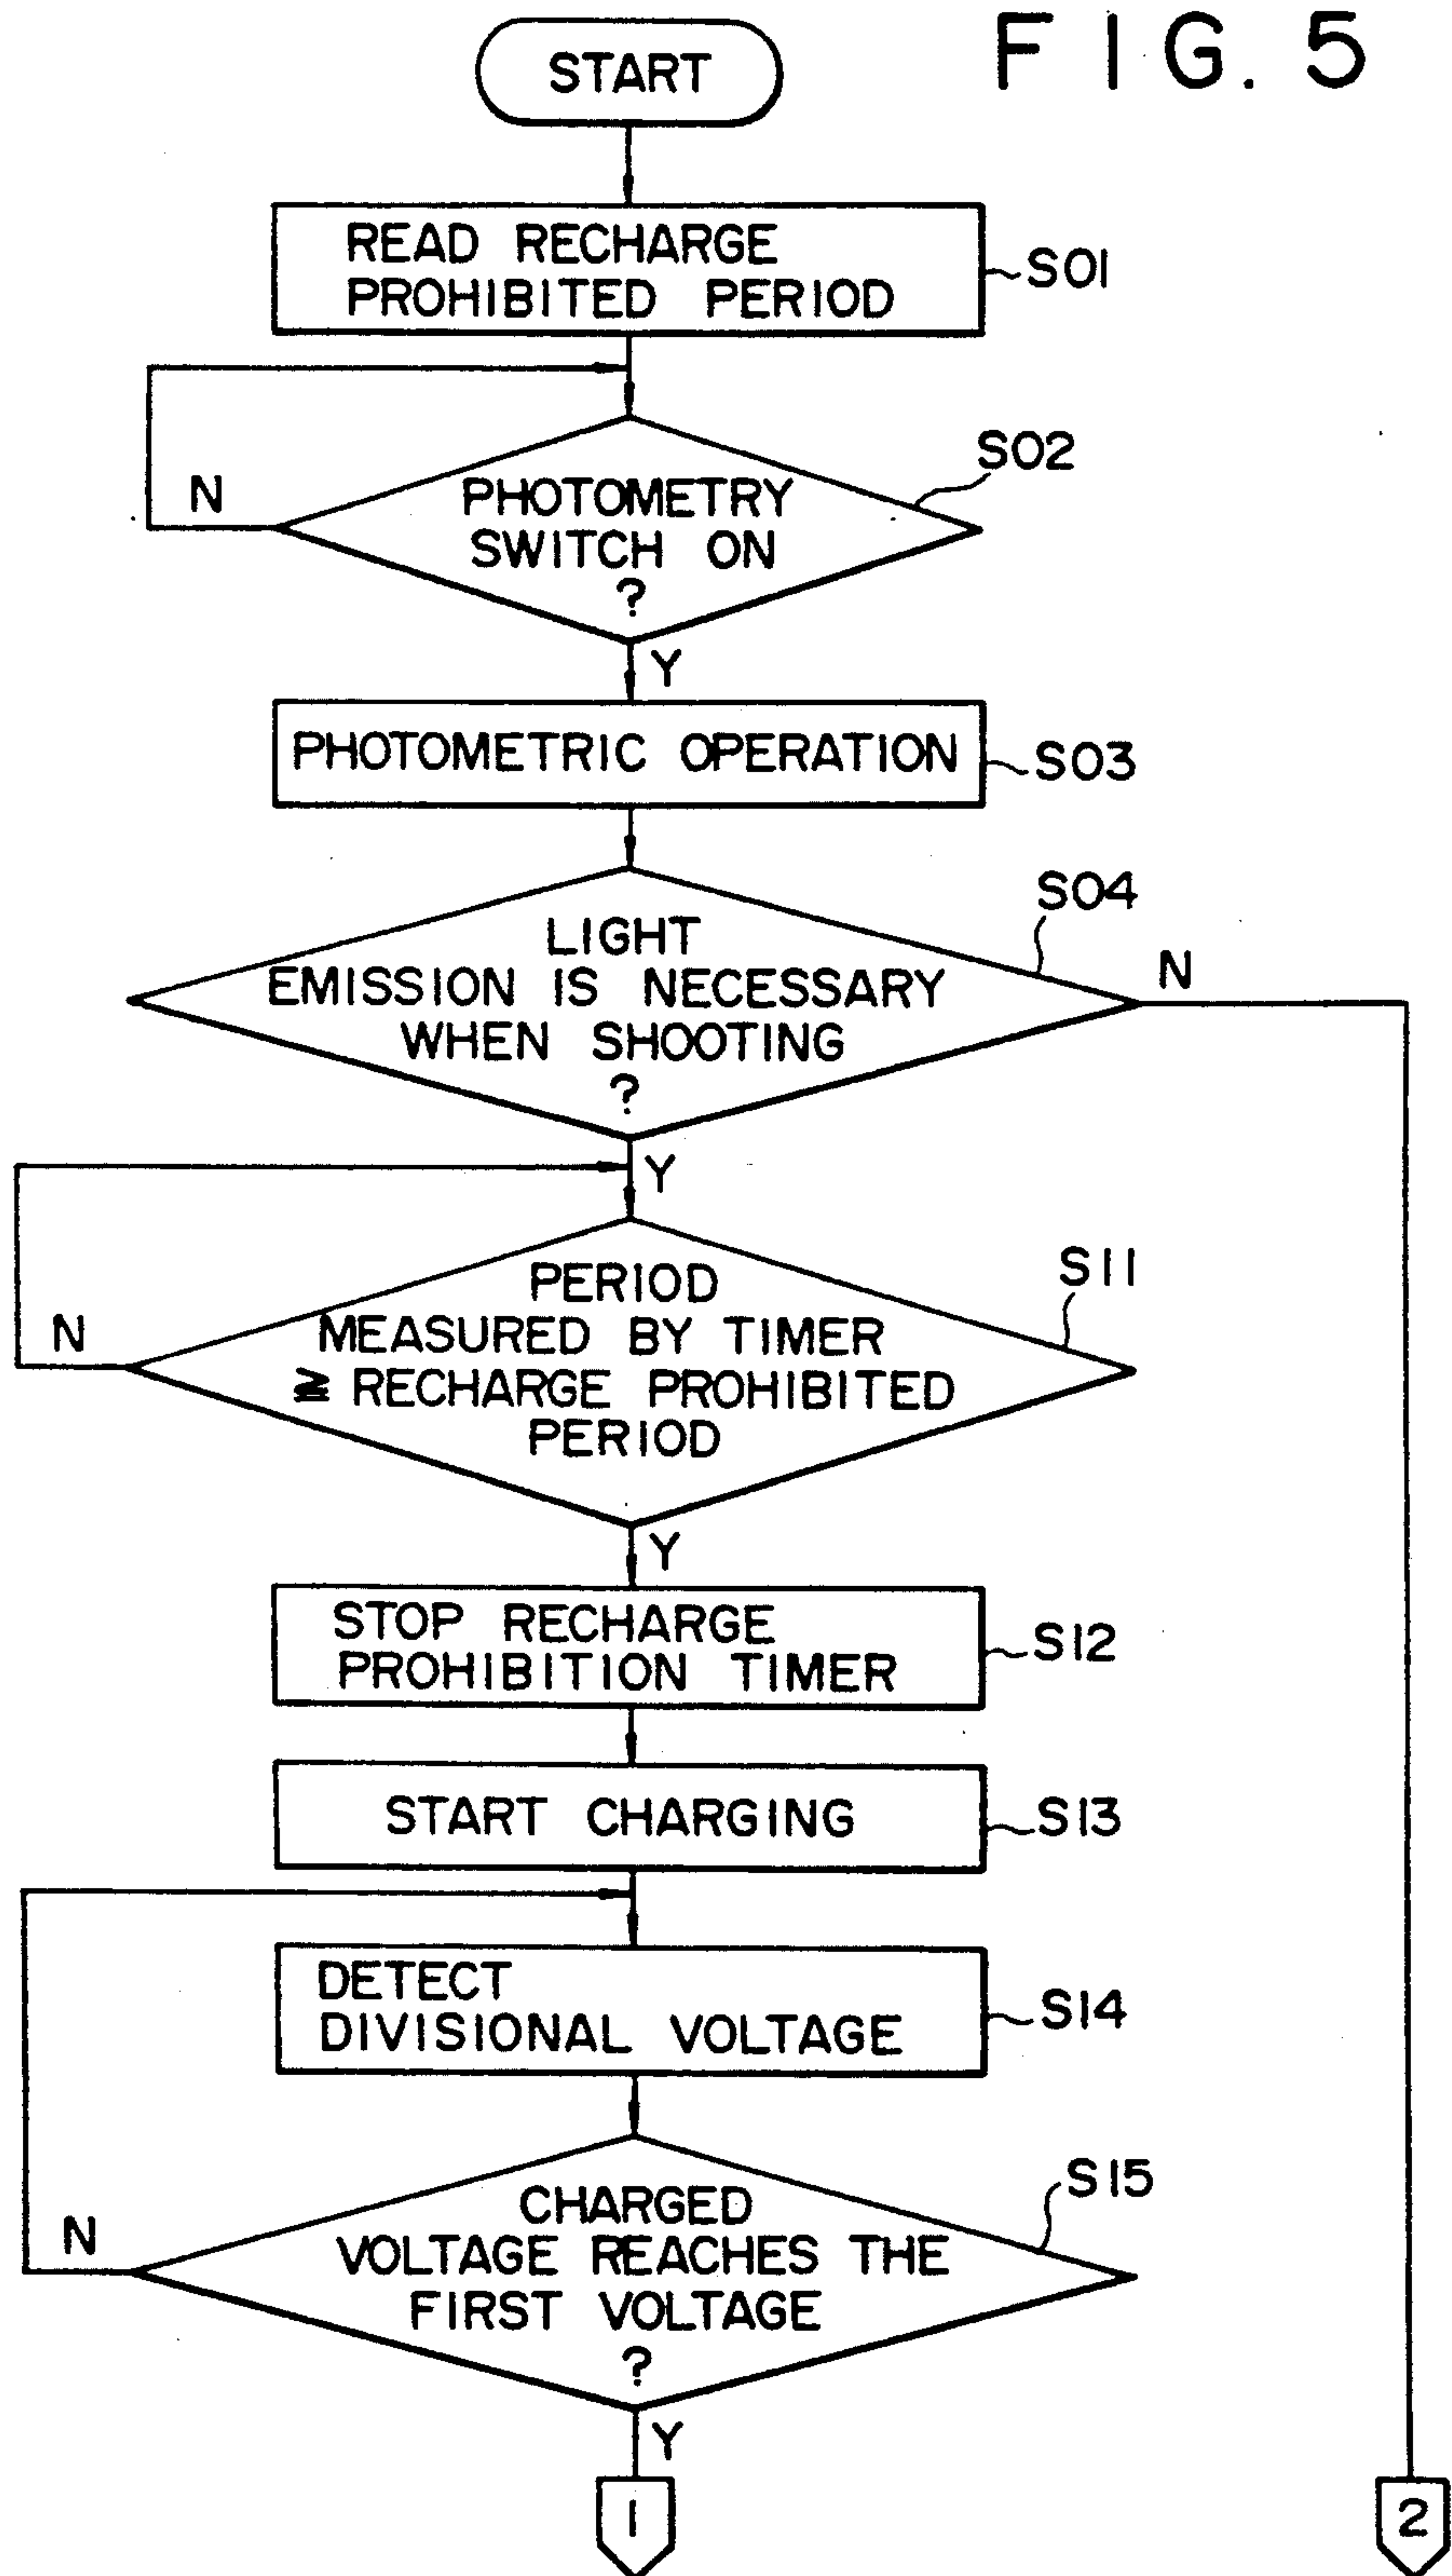 FIG. 5
START
READ RECHARGE
PROHIBITED PERIOD
S01
N
PHOTOMETRY
SWITCH ON
?
S02
Y
PHOTOMETRIC OPERATION
S03
LIGHT
EMISSION IS NECESSARY
WHEN SHOOTING
?
S04
N
Y
PERIOD
MEASURED BY TIMER
≧ RECHARGE PROHIBITED
PERIOD
S11
N
Y
STOP RECHARGE
PROHIBITION TIMER
S12
START CHARGING
S13
DETECT
DIVISIONAL VOLTAGE
S14
CHARGED
VOLTAGE REACHES THE
FIRST VOLTAGE
?
S15
N
Y
1
2